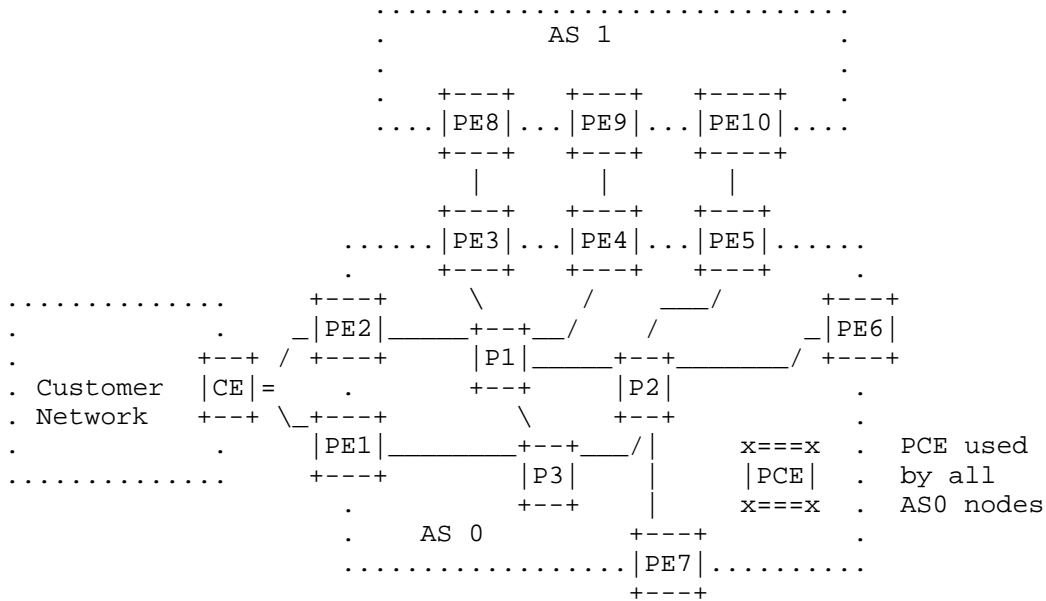 AS 1
PE8 PE9 PE10
PE3 PE4 PE5
PE2 PE6
P1
Customer CE P2
Network
PE1 PCE used
P3 PCE by all
AS0 nodes
AS 0
PE7